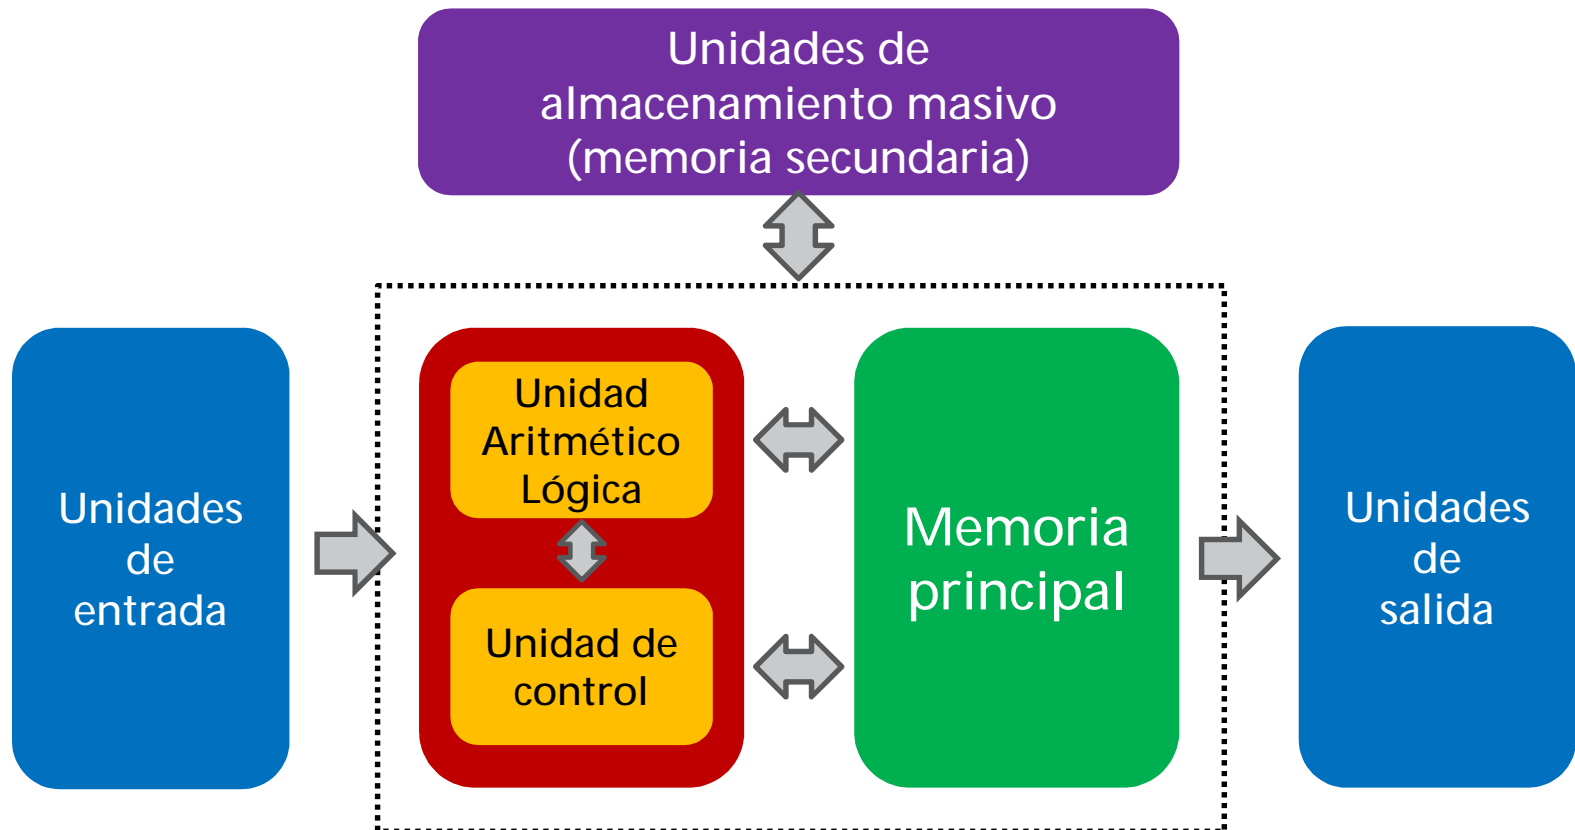 Unidades de
almacenamiento masivo
(memoria secundaria)
Unidades
de
entrada
Unidad
Aritmético
Lógica
Unidad de
control
Memoria
principal
Unidades
de
salida